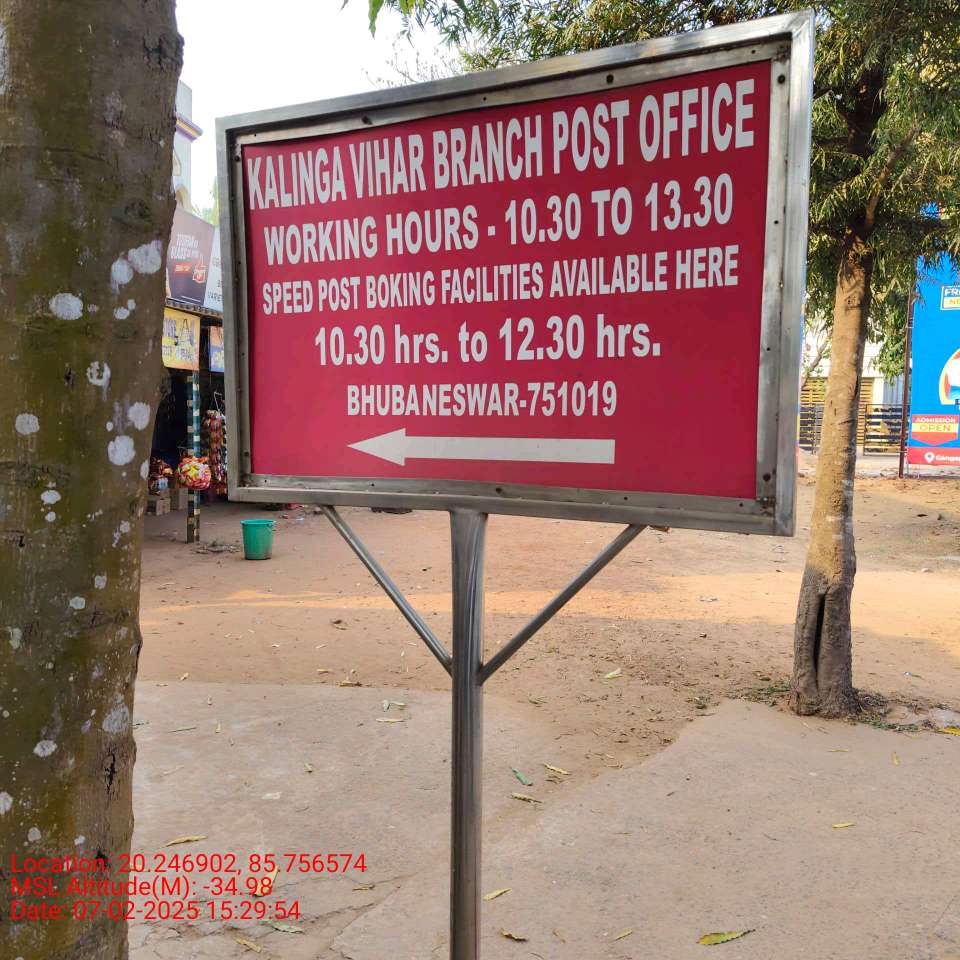 KALINGA VIHAR BRANCH POST OFFICE
WORKING HOURS - 10.30 TO 13.30
SPEED POST BOKING FACILITIES AVAILABLE HERE
10.30 hrs. to 12.30 hrs.
BHUBANESWAR-751019
ADMISSION
OPEN
Location: 20.246902, 85.756574
MSL Altitude(M): -34.98
Date: 07-02-2025 15:29:54